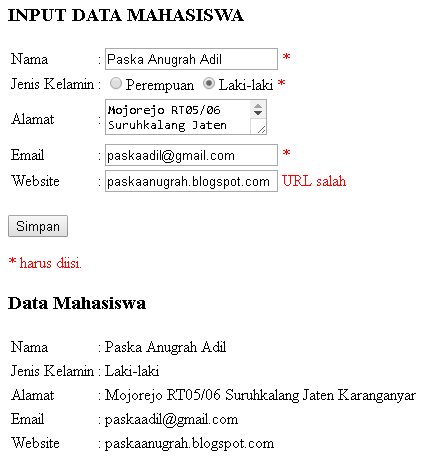 INPUT DATA MAHASISWA
Nama : Paska Anugrah Adil *
Jenis Kelamin : Perempuan Laki-laki *
Alamat : Mojorejo RT05/06
Suruhkalang Jaten
Email : paskaadil@gmail.com *
Website : paskaanugrah.blogspot.com URL salah
Simpan
* harus diisi.
Data Mahasiswa
Nama : Paska Anugrah Adil
Jenis Kelamin : Laki-laki
Alamat : Mojorejo RT05/06 Suruhkalang Jaten Karanganyar
Email : paskaadil@gmail.com
Website : paskaanugrah.blogspot.com